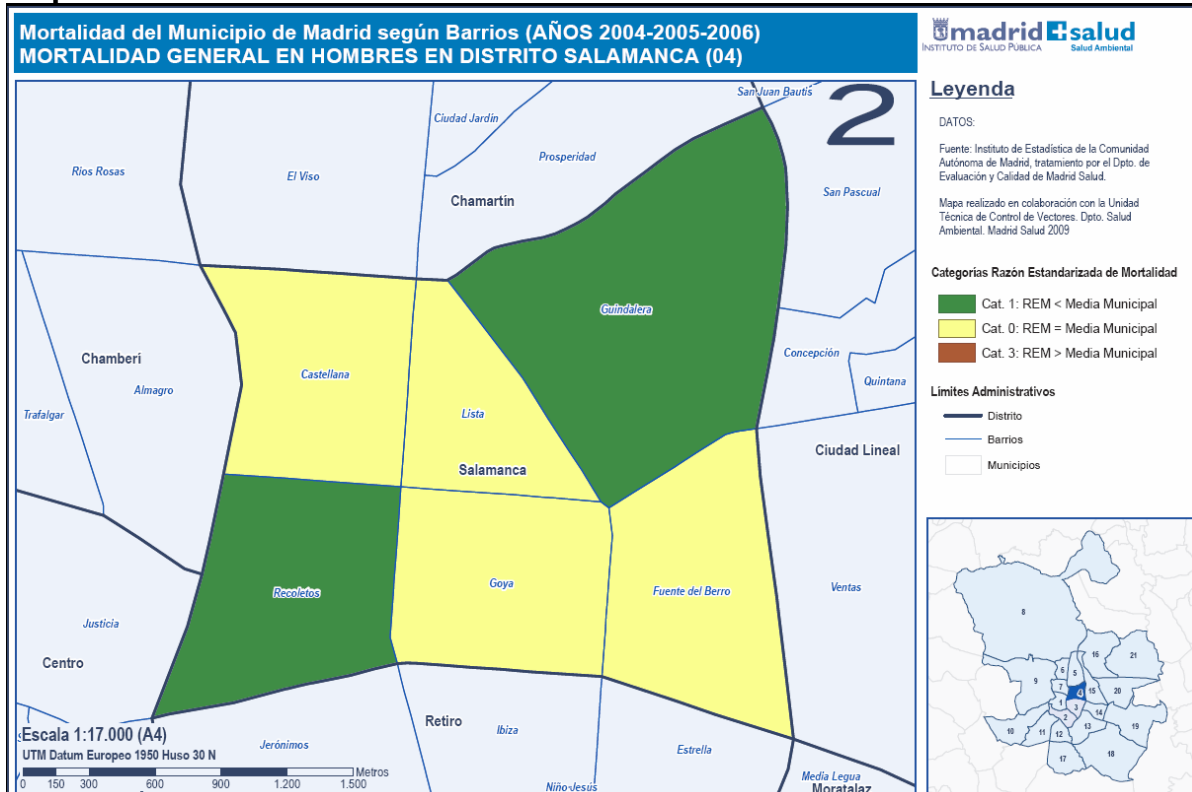 Mortalidad del Municipio de Madrid según Barrios (AÑOS 2004-2005-2006)
MORTALIDAD GENERAL EN HOMBRES EN DISTRITO SALAMANCA (04)
madrid salud
INSTITUTO DE SALUD PÚBLICA
Salud Ambiental
2
San Juan Bautis
Ciudad Jardín
Prosperidad
Rios Rosas
El Viso
San Pascual
Chamartín
Guindalera
Chamberí
Castellana
Concepción
Almagro
Quintana
Trafalgar
Lista
Ciudad Lineal
Salamanca
Recoletos
Goya
Fuente del Berro
Ventas
Justicia
Centro
Retiro
Ibiza
Jerónimos
Estrella
Niño Jesús
Media Legua
Moratalaz
Escala 1:17.000 (A4)
UTM Datum Europeo 1950 Huso 30 N
Metros
0 150 300 600 900 1.200 1.500
Leyenda
DATOS:
Fuente: Instituto de Estadística de la Comunidad
Autónoma de Madrid, tratamiento por el Dpto. de
Evaluación y Calidad de Madrid Salud.
Mapa realizado en colaboración con la Unidad
Técnica de Control de Vectores. Dpto. Salud
Ambiental. Madrid Salud 2009
Categorías Razón Estandarizada de Mortalidad
Cat. 1: REM < Media Municipal
Cat. 0: REM = Media Municipal
Cat. 3: REM > Media Municipal
Límites Administrativos
Distrito
Barrios
Municipios
8
16
21
6
5
9
7
4
15
20
1
3
2
14
19
10
11
12
13
17
18